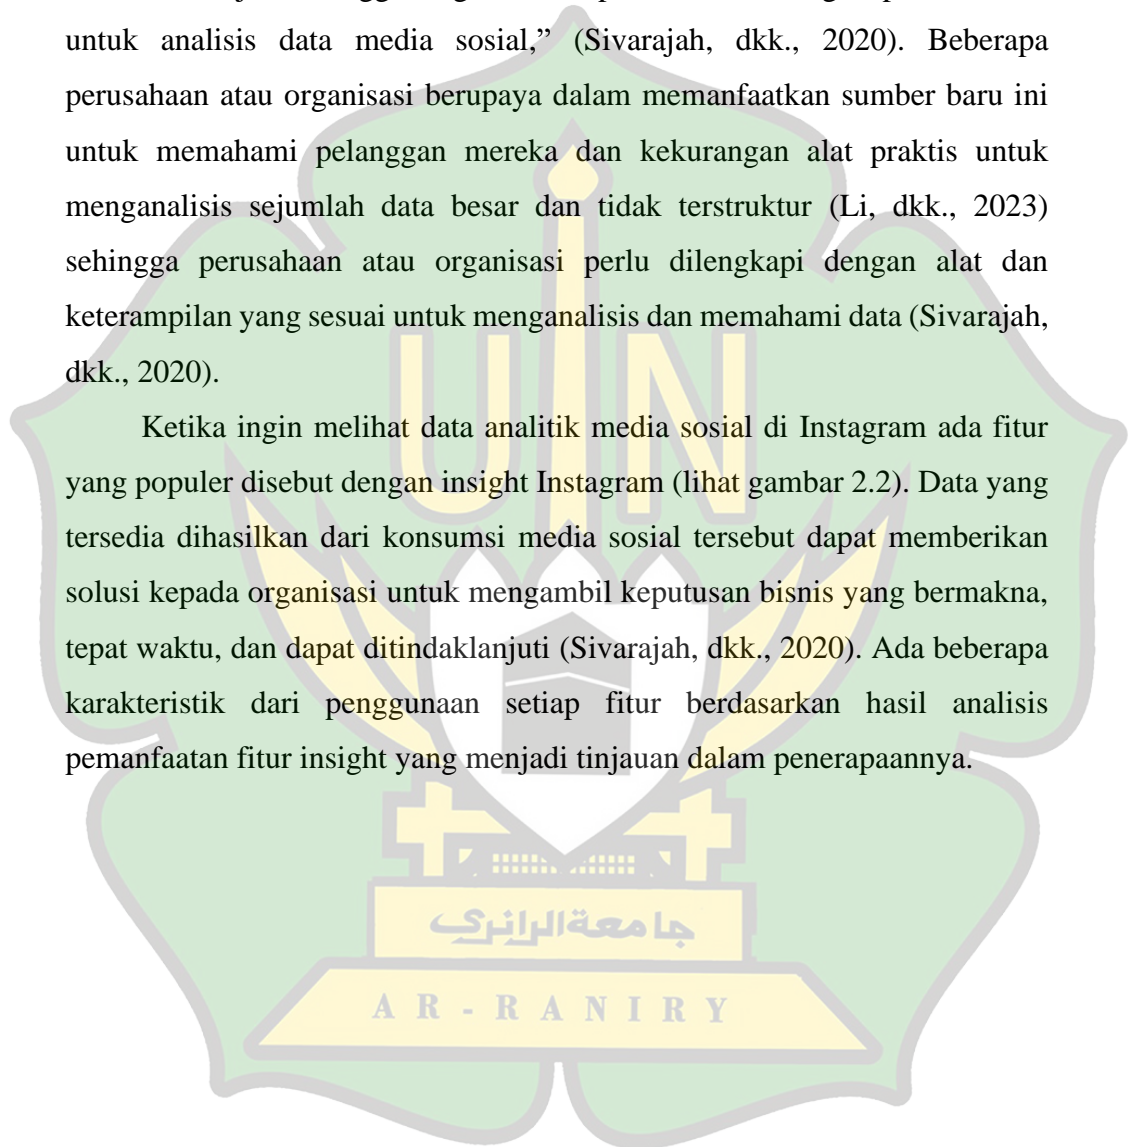 untuk analisis data media sosial,” (Sivarajah, dkk., 2020). Beberapa
perusahaan atau organisasi berupaya dalam memanfaatkan sumber baru ini
untuk memahami pelanggan mereka dan kekurangan alat praktis untuk
menganalisis sejumlah data besar dan tidak terstruktur (Li, dkk., 2023)
sehingga perusahaan atau organisasi perlu dilengkapi dengan alat dan
keterampilan yang sesuai untuk menganalisis dan memahami data (Sivarajah,
dkk., 2020).
Ketika ingin melihat data analitik media sosial di Instagram ada fitur
yang populer disebut dengan insight Instagram (lihat gambar 2.2). Data yang
tersedia dihasilkan dari konsumsi media sosial tersebut dapat memberikan
solusi kepada organisasi untuk mengambil keputusan bisnis yang bermakna,
tepat waktu, dan dapat ditindaklanjuti (Sivarajah, dkk., 2020). Ada beberapa
karakteristik dari penggunaan setiap fitur berdasarkan hasil analisis
pemanfaatan fitur insight yang menjadi tinjauan dalam penerapaannya.
UIN
جامعة الرانري
AR-RANIRY